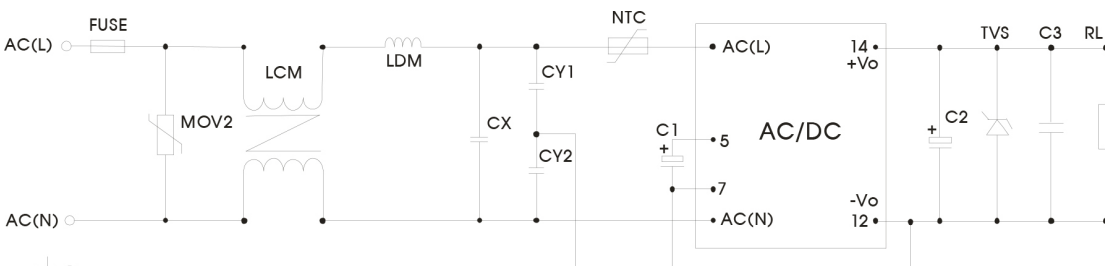 FUSE
NTC
AC(L)
AC(L)
14
+Vo
TVS
C3
RL
LCM
LDM
CY1
MOV2
CX
C1
+
5
AC/DC
+
C2
CY2
7
AC(N)
AC(N)
-Vo
12